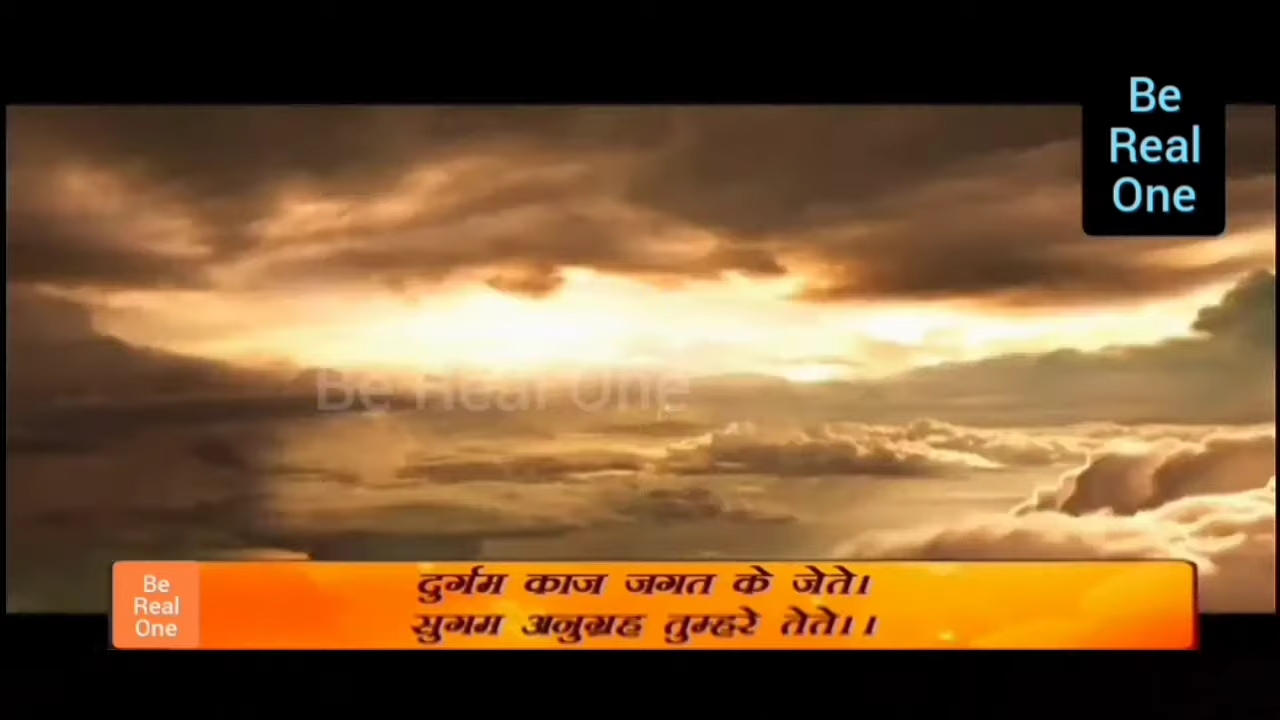 Be
Real
One
Be Real One
Be
Real
One
दुर्गम काज जगत के जेते।
सुगम अनुग्रह तुम्हरे तेते।।